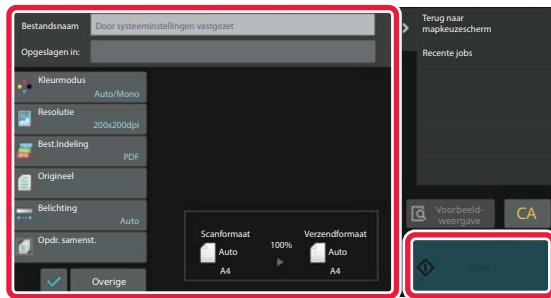 Bestandsnaam
Door systeeminstellingen vastgezet
Opgeslagen in:
Kleurmodus
Auto/Mono
Resolutie
200x200dpi
Best.Indeling
PDF
Origineel
Belichting
Auto
Opdr. samenst.
Overige
Scanformaat
Auto
A4
100%
Verzendformaat
Auto
A4
Terug naar
mapkeuzescherm
Recente jobs
Voorbeeld-
weergave
CA
Start